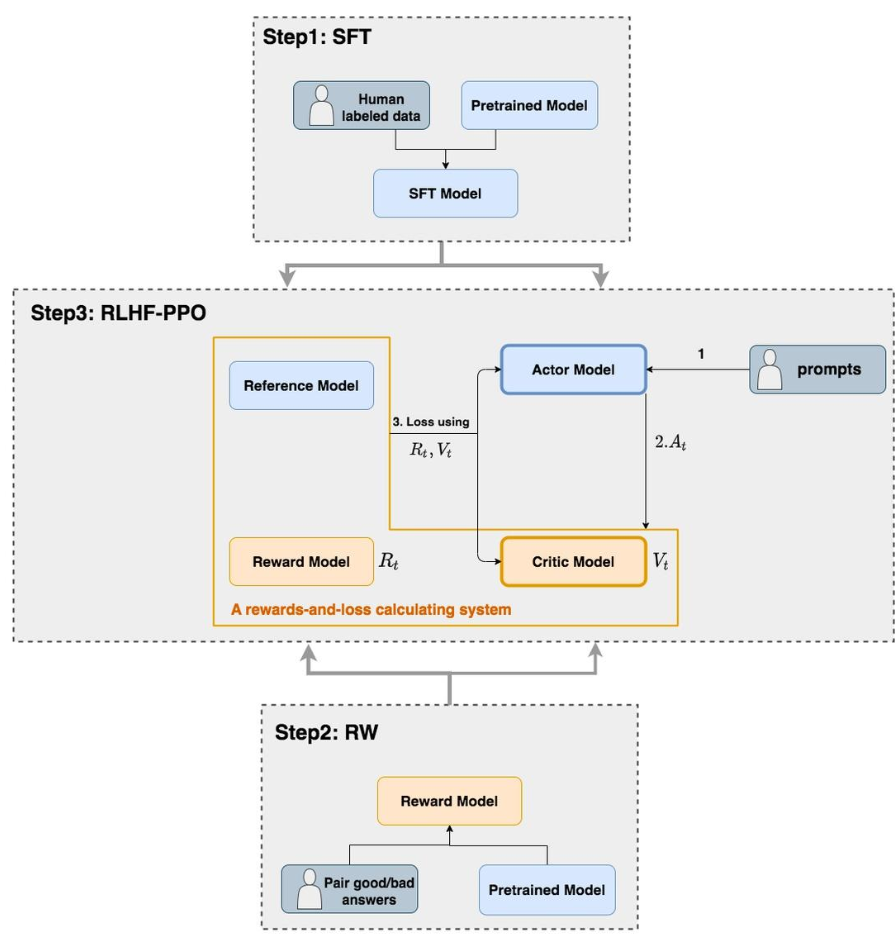 Step1: SFT
Human
labeled data
Pretrained Model
SFT Model
Step3: RLHF-PPO
Reference Model
Actor Model
1
prompts
3. Loss using
R_t, V_t
2.A_t
Reward Model
R_t
Critic Model
V_t
A rewards-and-loss calculating system
Step2: RW
Reward Model
Pair good/bad
answers
Pretrained Model